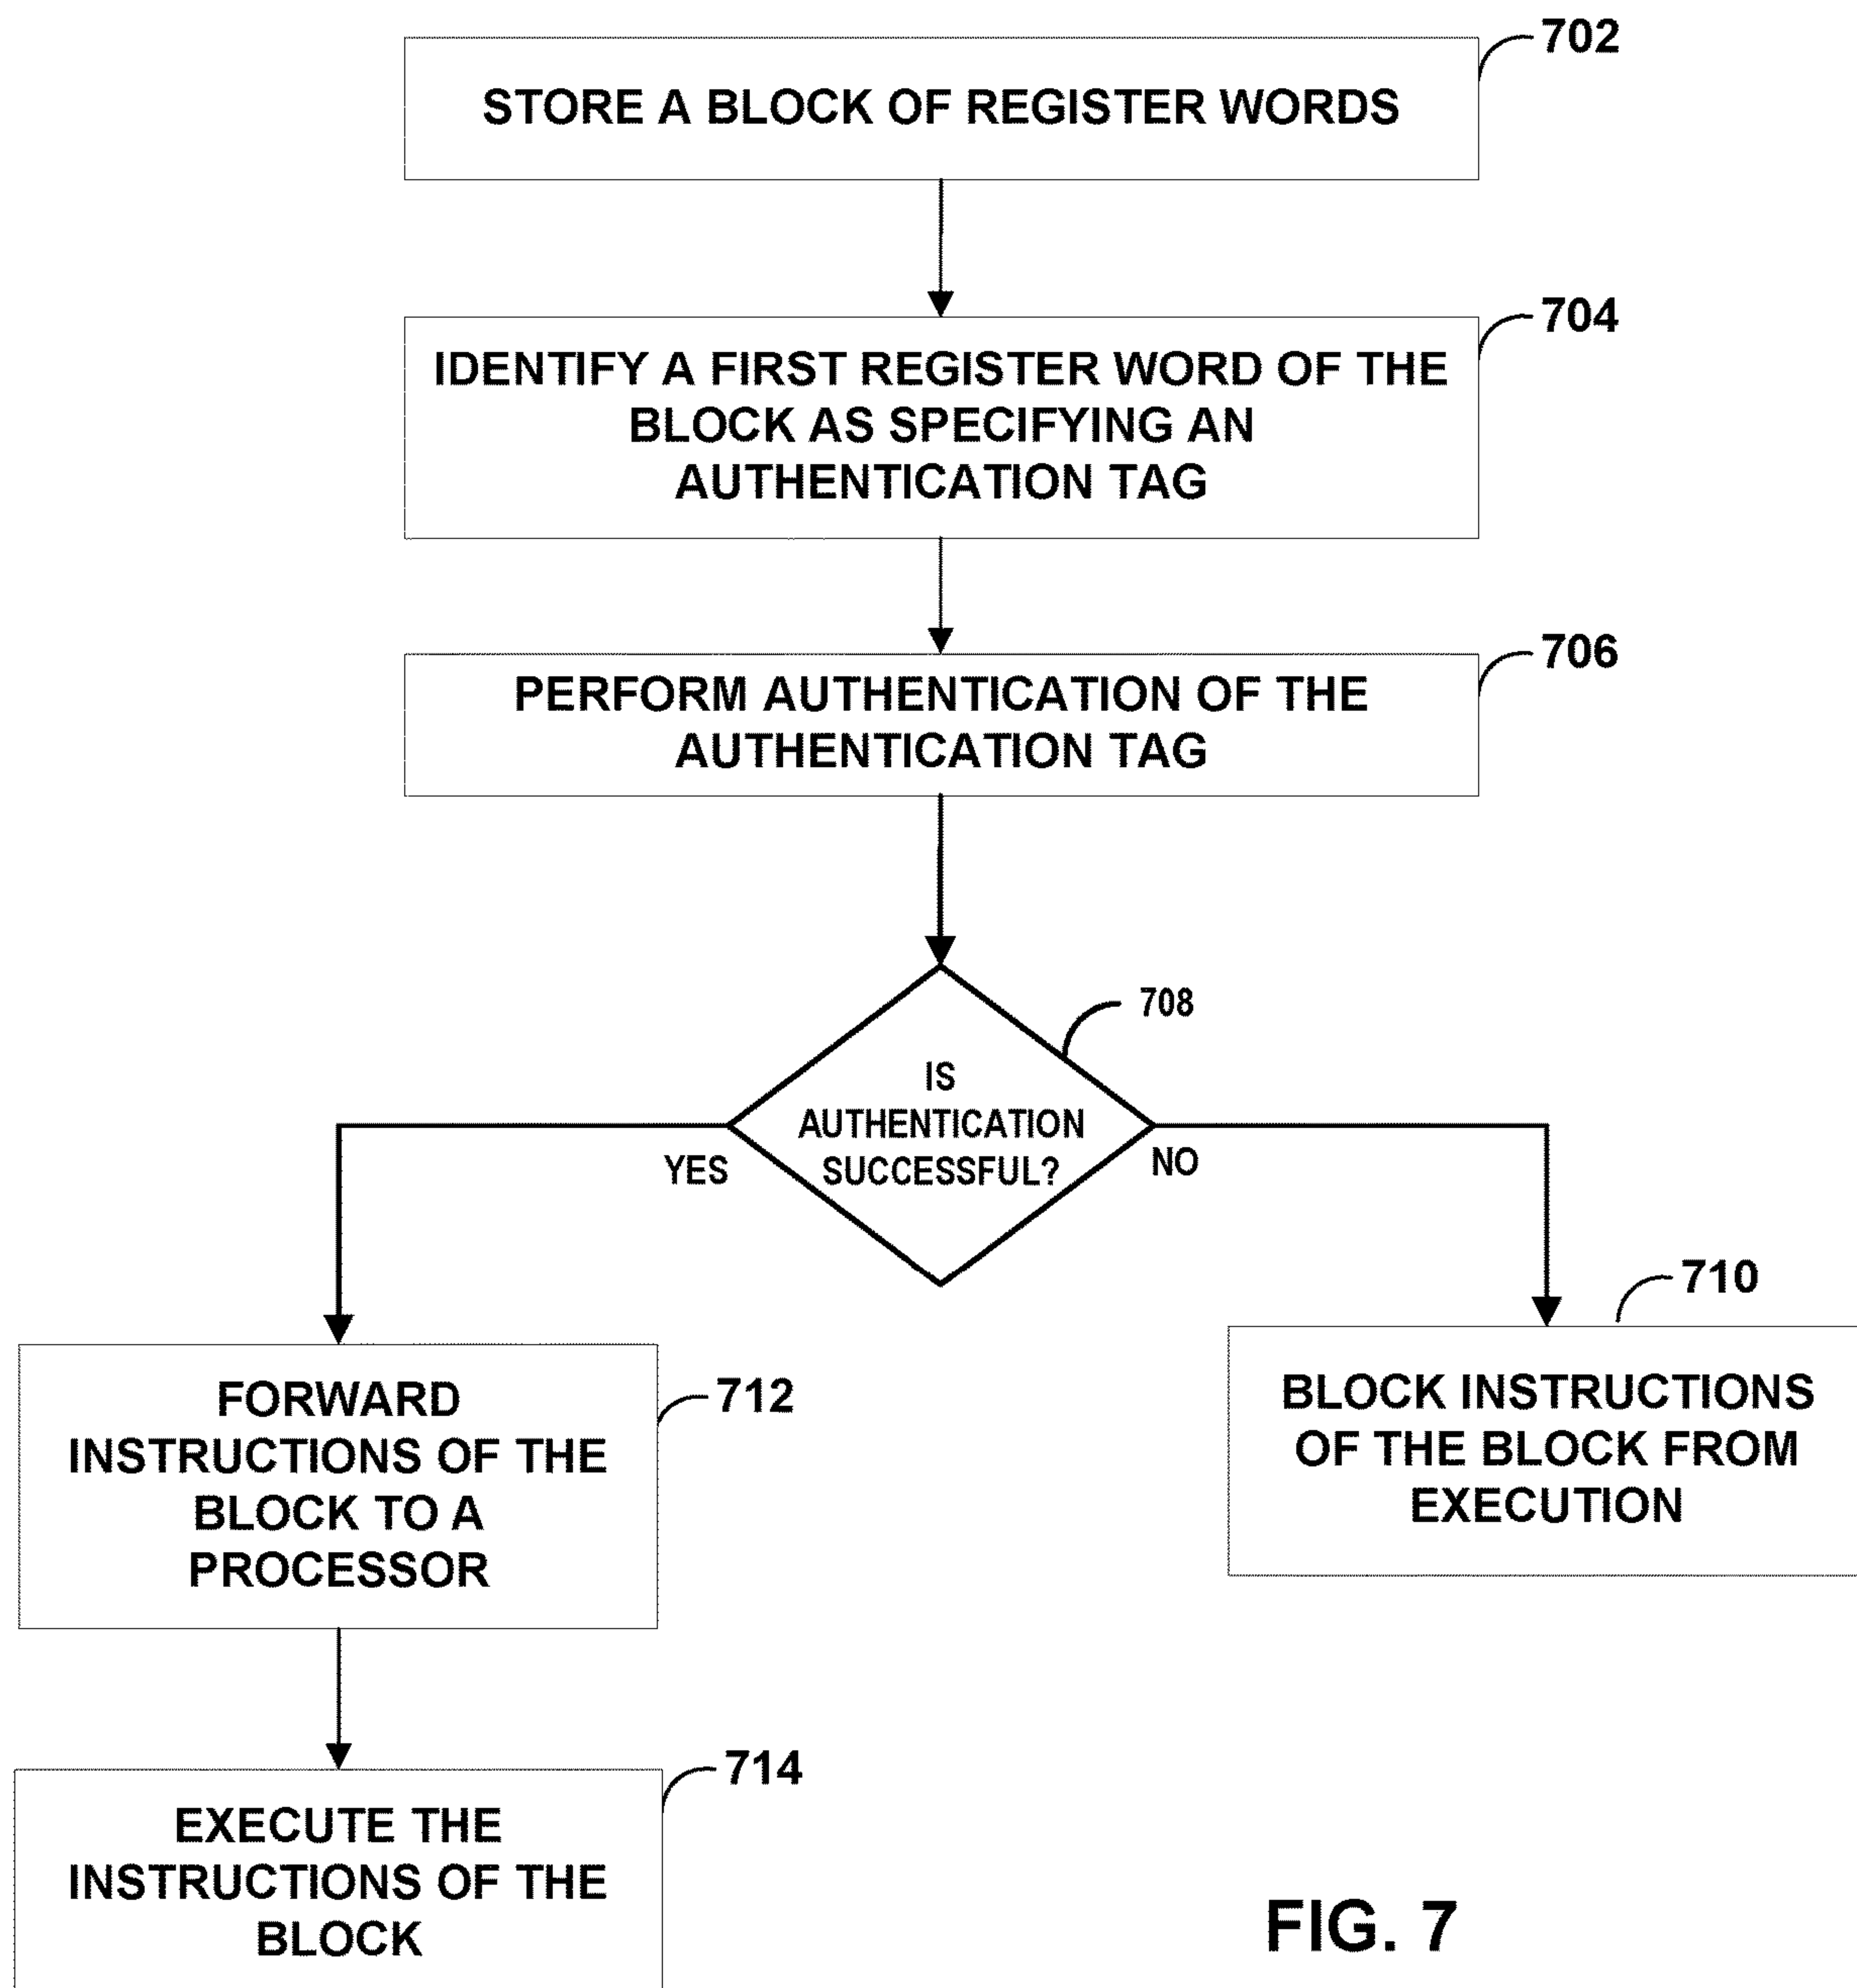 702
STORE A BLOCK OF REGISTER WORDS
704
IDENTIFY A FIRST REGISTER WORD OF THE
BLOCK AS SPECIFYING AN
AUTHENTICATION TAG
706
PERFORM AUTHENTICATION OF THE
AUTHENTICATION TAG
708
IS
AUTHENTICATION
SUCCESSFUL?
YES
NO
710
BLOCK INSTRUCTIONS
OF THE BLOCK FROM
EXECUTION
712
FORWARD
INSTRUCTIONS OF THE
BLOCK TO A
PROCESSOR
714
EXECUTE THE
INSTRUCTIONS OF THE
BLOCK
FIG. 7